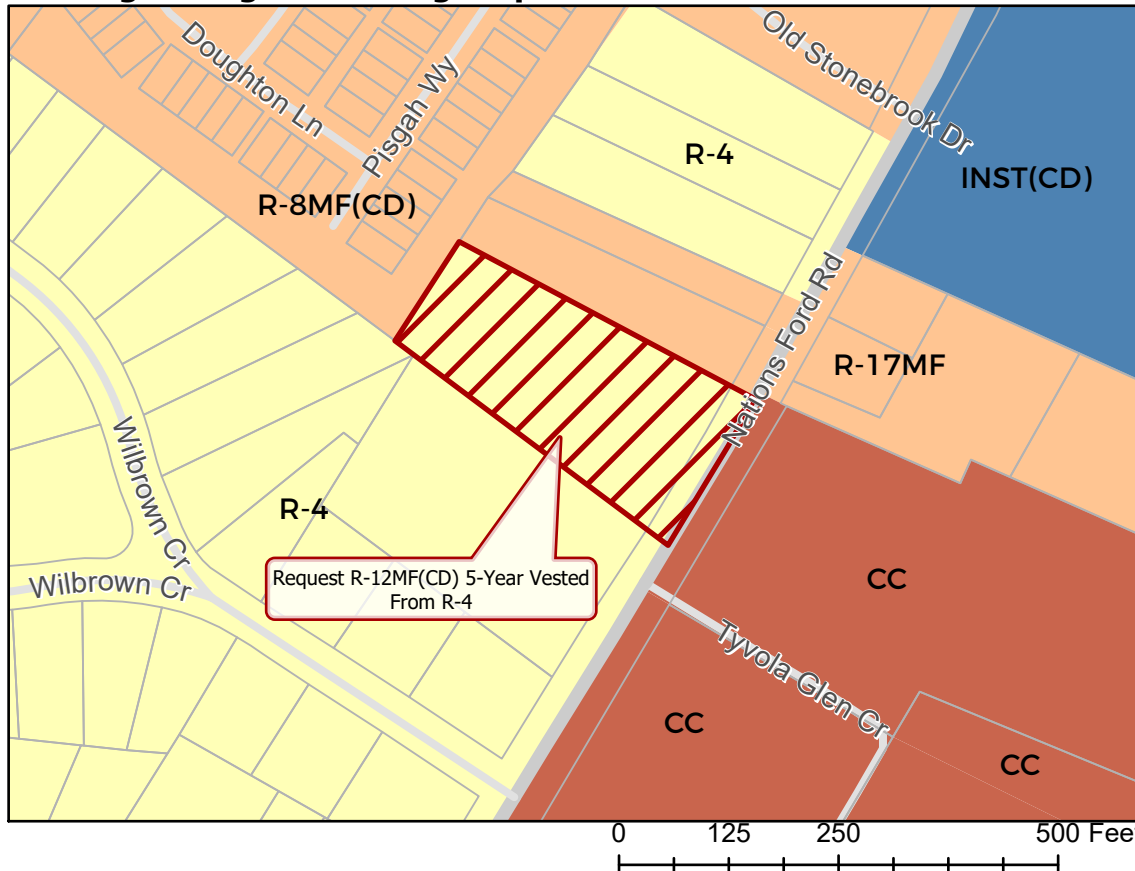 Old Stonebrook Dr
Doughton Ln
Pisgah Wy
R-4
INST(CD)
R-8MF(CD)
Nations Ford Rd
R-17MF
Wilbrown Cr
R-4
Request R-12MF(CD) 5-Year Vested
From R-4
CC
Wilbrown Cr
Tyvola Glen Cr
CC
CC
0 125 250 500 Fee